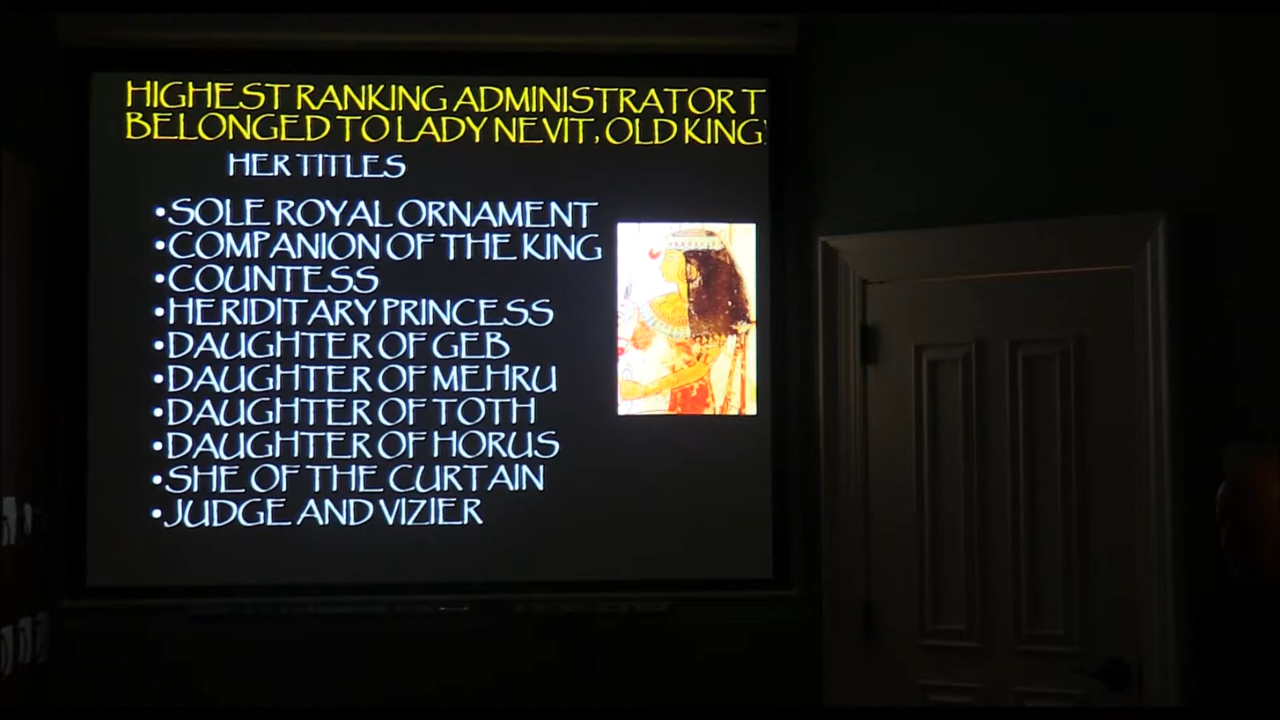 HIGHEST RANKING ADMINISTRATOR T
BELONGED TO LADY NEVIT, OLD KING
HER TITLES
•SOLE ROYAL ORNAMENT
•COMPANION OF THE KING
•COUNTESS
•HERIDITARY PRINCESS
•DAUGHTER OF GEB
•DAUGHTER OF MEHRU
•DAUGHTER OF TOTH
•DAUGHTER OF HORUS
•SHE OF THE CURTAIN
•JUDGE AND VIZIER